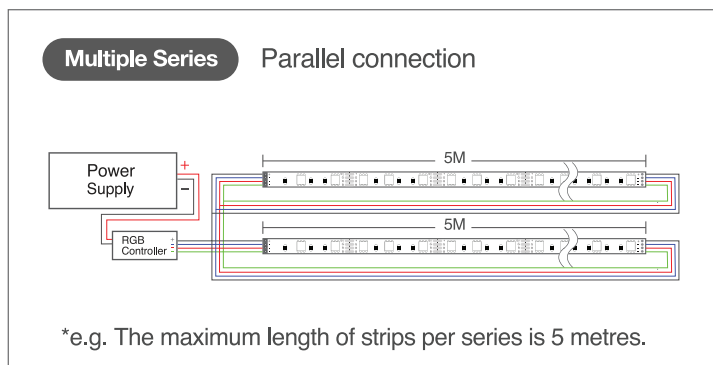 Multiple Series Parallel connection
5M
Power
Supply
+
−
5M
RGB
Controller
*e.g. The maximum length of strips per series is 5 metres.